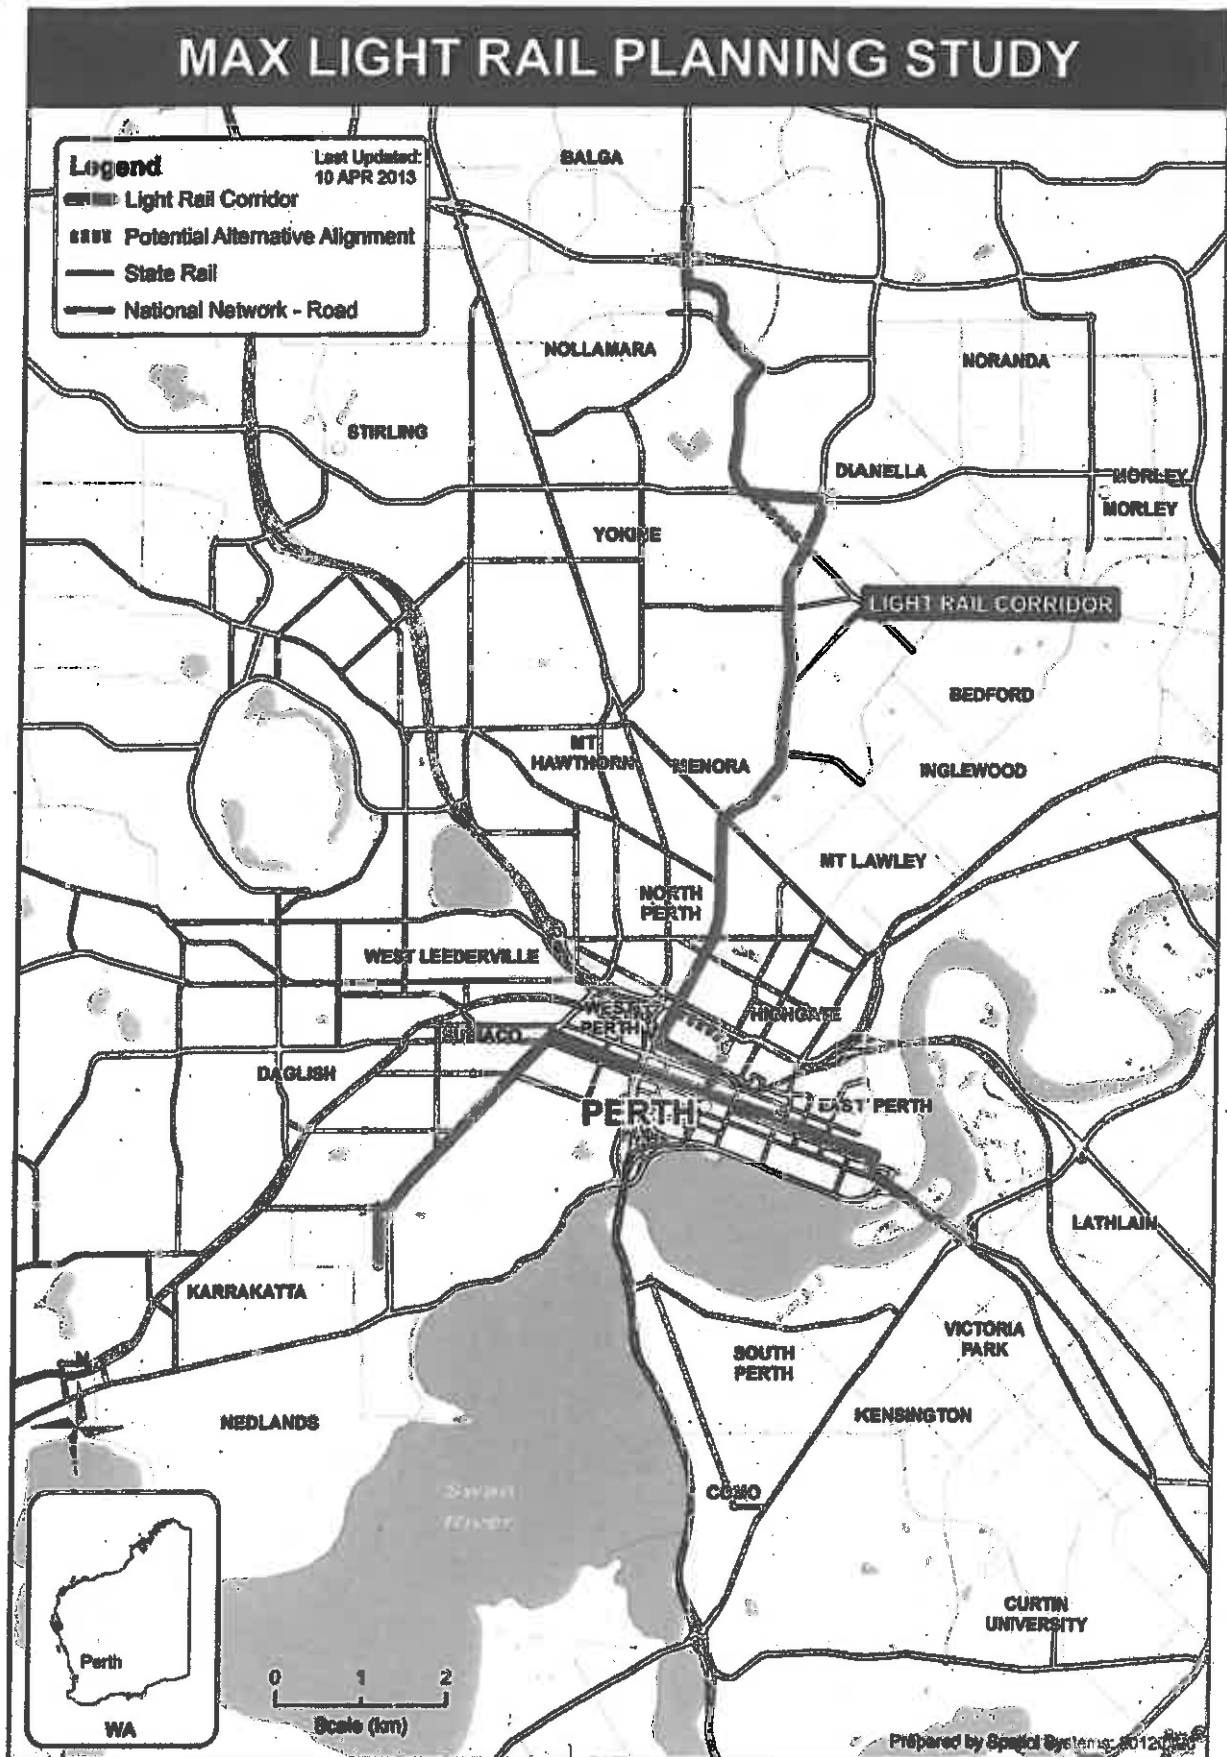 MAX LIGHT RAIL PLANNING STUDY
Legend
Last Updated:
10 APR 2013
Light Rail Corridor
Potential Alternative Alignment
State Rail
National Network - Road
BALGA
NOLLAMARA
NORANDA
STIRLING
DIANELLA
MORLEY
MORLEY
YOKINE
LIGHT RAIL CORRIDOR
BEDFORD
MT
HAWTHORN
MENORA
INGLEWOOD
MT LAWLEY
NORTH
PERTH
WEST LEEDERVILLE
WEST
PERTH
HIGHGATE
SUBIACO
DAGLISH
PERTH
EAST PERTH
LATHLAIN
KARRAKATTA
VICTORIA
PARK
SOUTH
PERTH
N
NEDLANDS
KENSINGTON
Swan
River
COMO
CURTIN
UNIVERSITY
Perth
WA
0 1 2
Scale (km)
Prepared by Spatial Systems: